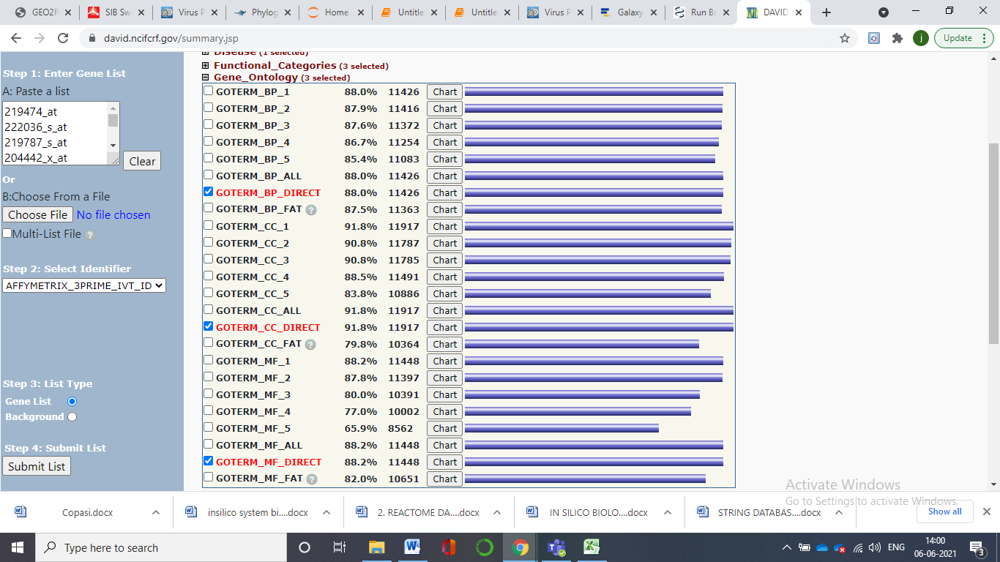 GEO2R
SIB Sw
Virus P
Phylog
Home
Untitle
Untitle
Virus P
Galaxy
Run Br
DAVID
david.ncifcrf.gov/summary.jsp
j
Update
Step 1: Enter Gene List
A: Paste a list
219474_at
222036_s_at
219787_s_at
204442_x_at
Clear
Or
B:Choose From a File
Choose File No file chosen
Multi-List File ?
Step 2: Select Identifier
AFFYMETRIX_3PRIME_IVT_ID
Step 3: List Type
Gene List
Background
Step 4: Submit List
Submit List
Disease (1 selected)
Functional_Categories (3 selected)
Gene_Ontology (3 selected)
GOTERM_BP_1 88.0% 11426 Chart
GOTERM_BP_2 87.9% 11416 Chart
GOTERM_BP_3 87.6% 11372 Chart
GOTERM_BP_4 86.7% 11254 Chart
GOTERM_BP_5 85.4% 11083 Chart
GOTERM_BP_ALL 88.0% 11426 Chart
GOTERM_BP_DIRECT 88.0% 11426 Chart
GOTERM_BP_FAT ? 87.5% 11363 Chart
GOTERM_CC_1 91.8% 11917 Chart
GOTERM_CC_2 90.8% 11787 Chart
GOTERM_CC_3 90.8% 11785 Chart
GOTERM_CC_4 88.5% 11491 Chart
GOTERM_CC_5 83.8% 10886 Chart
GOTERM_CC_ALL 91.8% 11917 Chart
GOTERM_CC_DIRECT 91.8% 11917 Chart
GOTERM_CC_FAT ? 79.8% 10364 Chart
GOTERM_MF_1 88.2% 11448 Chart
GOTERM_MF_2 87.8% 11397 Chart
GOTERM_MF_3 80.0% 10391 Chart
GOTERM_MF_4 77.0% 10002 Chart
GOTERM_MF_5 65.9% 8562 Chart
GOTERM_MF_ALL 88.2% 11448 Chart
GOTERM_MF_DIRECT 88.2% 11448 Chart
GOTERM_MF_FAT ? 82.0% 10651 Chart
Activate Windows
Go to Settings to activate Windows.
Copasi.docx
insilico system bi....docx
2. REACTOME DA....docx
IN SILICO BIOLO....docx
STRING DATABAS....docx
Show all
Type here to search
ENG
14:00
06-06-2021
3